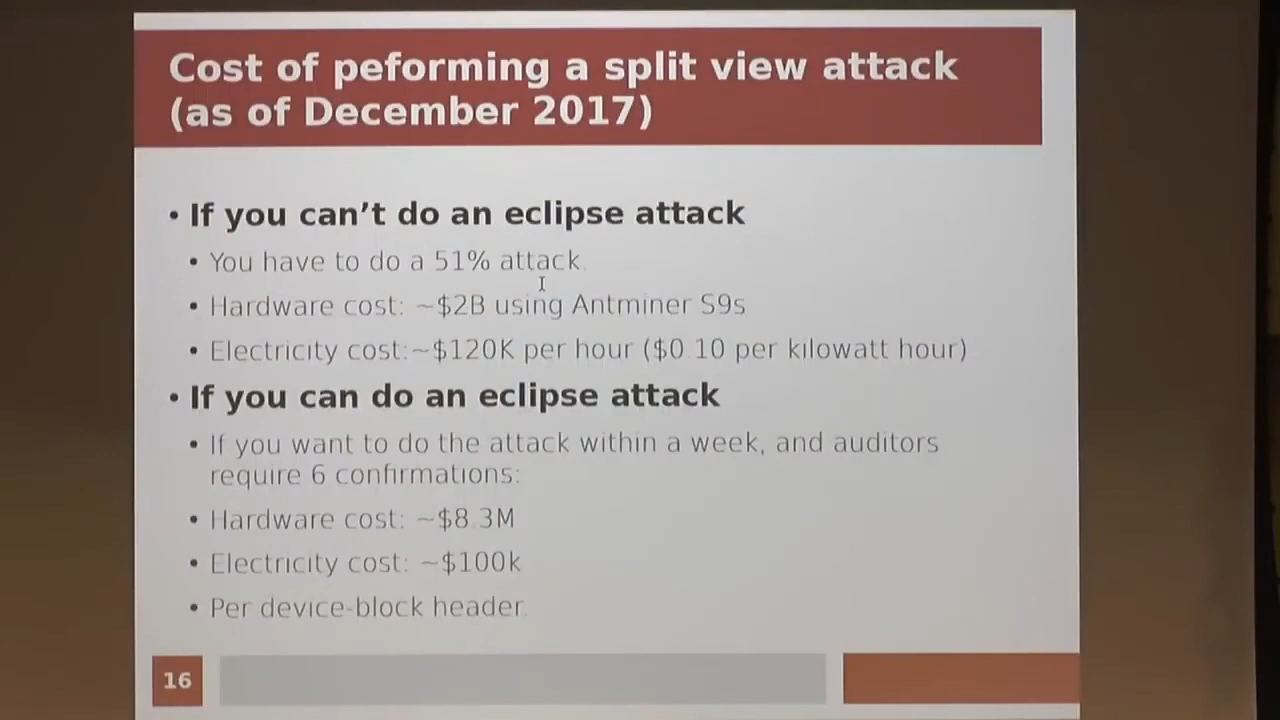 Cost of peforming a split view attack
(as of December 2017)
• If you can’t do an eclipse attack
• You have to do a 51% attack.
• Hardware cost: ~$2B using Antminer S9s
• Electricity cost:~$120K per hour ($0.10 per kilowatt hour)
• If you can do an eclipse attack
• If you want to do the attack within a week, and auditors
require 6 confirmations:
• Hardware cost: ~$8.3M
• Electricity cost: ~$100k
• Per device-block header.
16